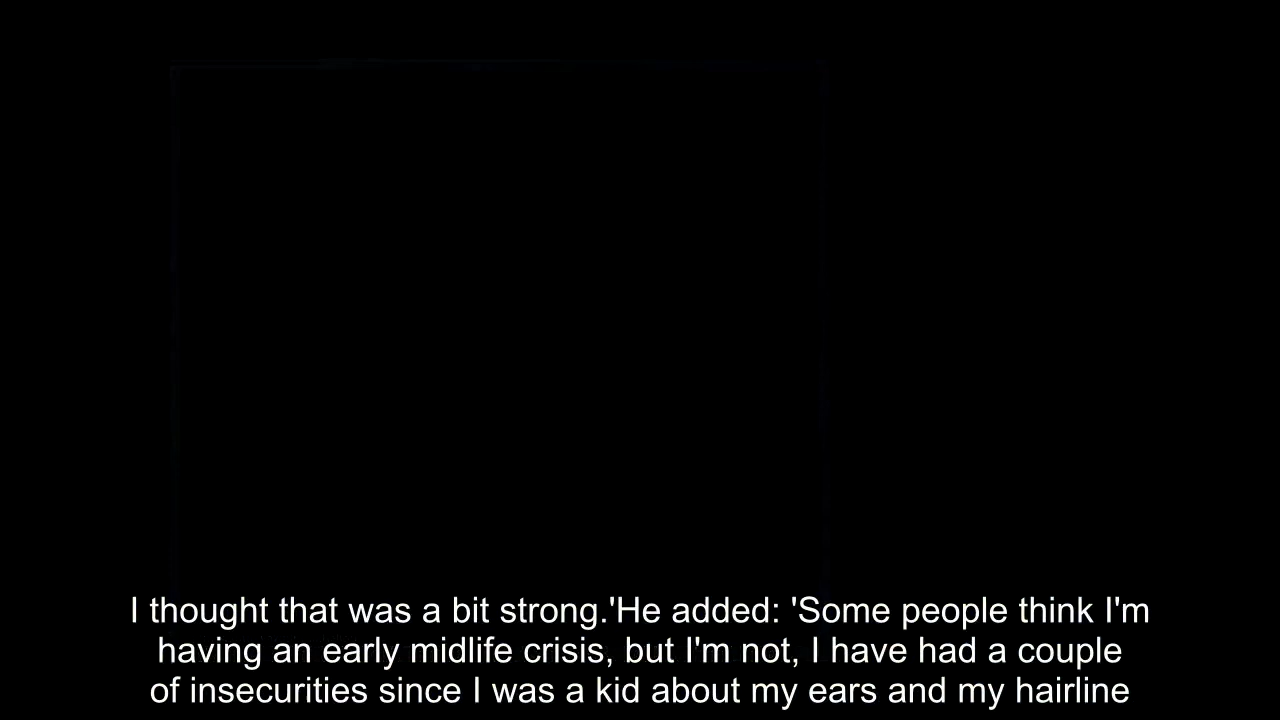 I thought that was a bit strong.'He added: 'Some people think I'm
having an early midlife crisis, but I'm not, I have had a couple
of insecurities since I was a kid about my ears and my hairline